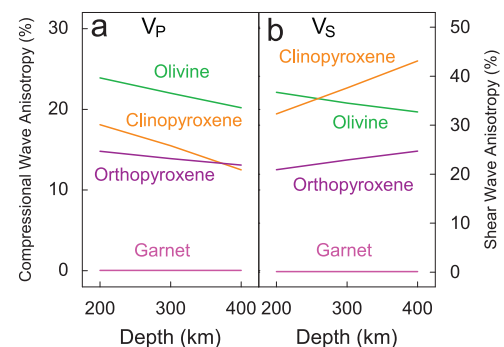 Compressional Wave Anisotropy (%)
30
20
10
0
a
VP
Olivine
Clinopyroxene
Orthopyroxene
Garnet
200
300
400
Depth (km)
b
VS
Clinopyroxene
Olivine
Orthopyroxene
Garnet
200
300
400
Depth (km)
50
40
30
20
10
0
Shear Wave Anisotropy (%)